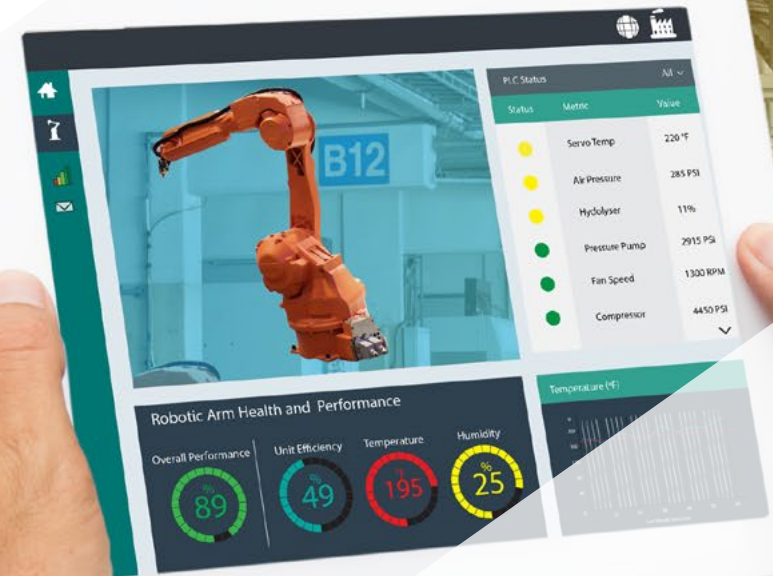 PLC Status All
Status Metric Value
Servo Temp 220 °F
Air Pressure 285 PSI
Hydolyser 11%
Pressure Pump 2915 PSi
Fan Speed 1300 RPM
Compressor 4450 PSI
B12
Robotic Arm Health and Performance
Overall Performance Unit Efficiency Temperature Humidity
% 89
% 49
°F 195
% 25
Temperature (°F)